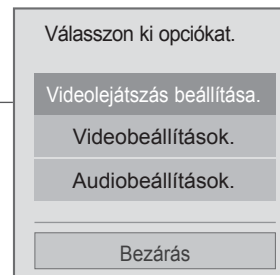 Válasszon ki opciókat.
Videolejátszás beállítása.
Videobeállítások.
Audiobeállítások.
Bezárás